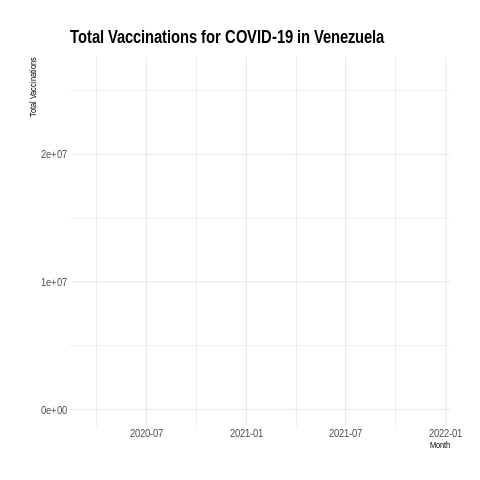 Total Vaccinations for COVID-19 in Venezuela
Total Vaccinations
2e+07
1e+07
0e+00
2020-07 2021-01 2021-07 2022-01
Month